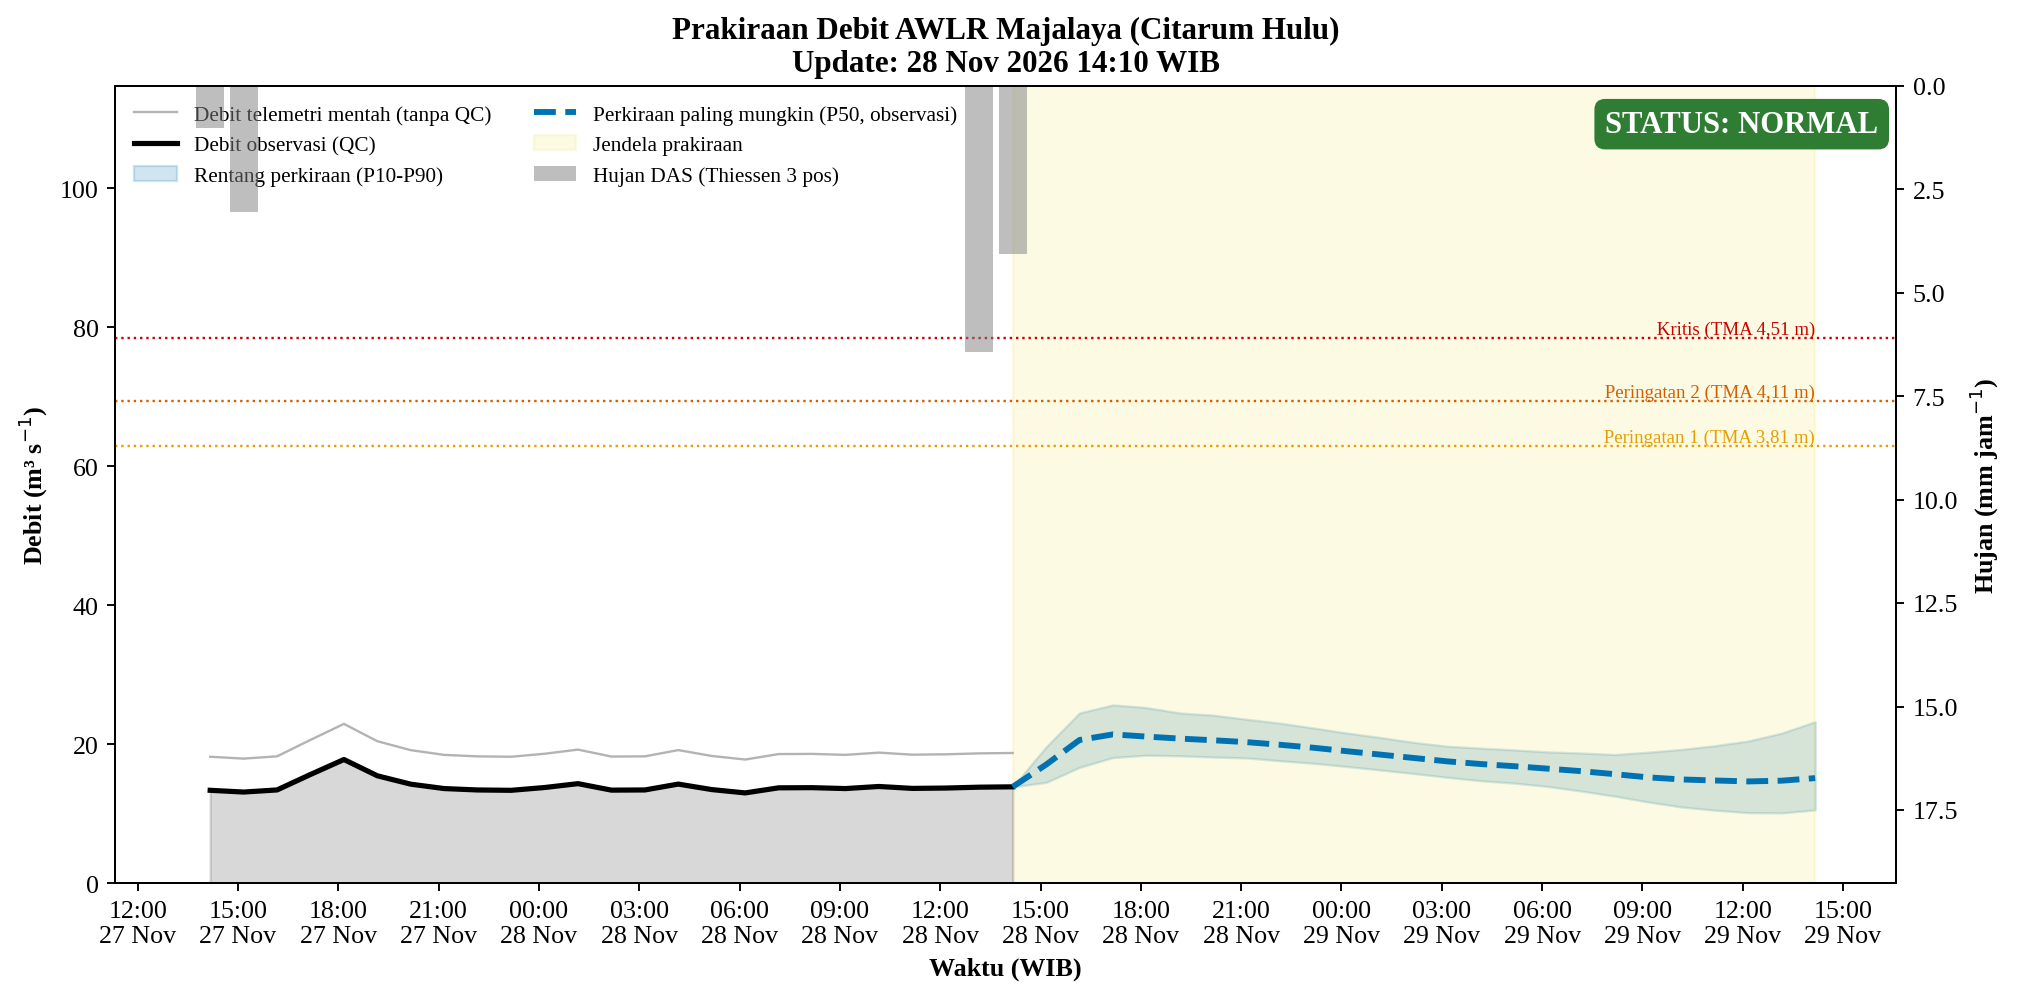 Prakiraan Debit AWLR Majalaya (Citarum Hulu)
Update: 28 Nov 2026 14:10 WIB
Debit telemetri mentah (tanpa QC)
Debit observasi (QC)
Rentang perkiraan (P10-P90)
Perkiraan paling mungkin (P50, observasi)
Jendela prakiraan
Hujan DAS (Thiessen 3 pos)
STATUS: NORMAL
Kritis (TMA 4,51 m)
Peringatan 2 (TMA 4,11 m)
Peringatan 1 (TMA 3,81 m)
Debit (m³ s⁻¹)
100
80
60
40
20
0
Hujan (mm jam⁻¹)
0.0
2.5
5.0
7.5
10.0
12.5
15.0
17.5
12:00 15:00 18:00 21:00 00:00 03:00 06:00 09:00 12:00 15:00 18:00 21:00 00:00 03:00 06:00 09:00 12:00 15:00
27 Nov 27 Nov 27 Nov 27 Nov 28 Nov 28 Nov 28 Nov 28 Nov 28 Nov 28 Nov 28 Nov 28 Nov 29 Nov 29 Nov 29 Nov 29 Nov 29 Nov 29 Nov
Waktu (WIB)